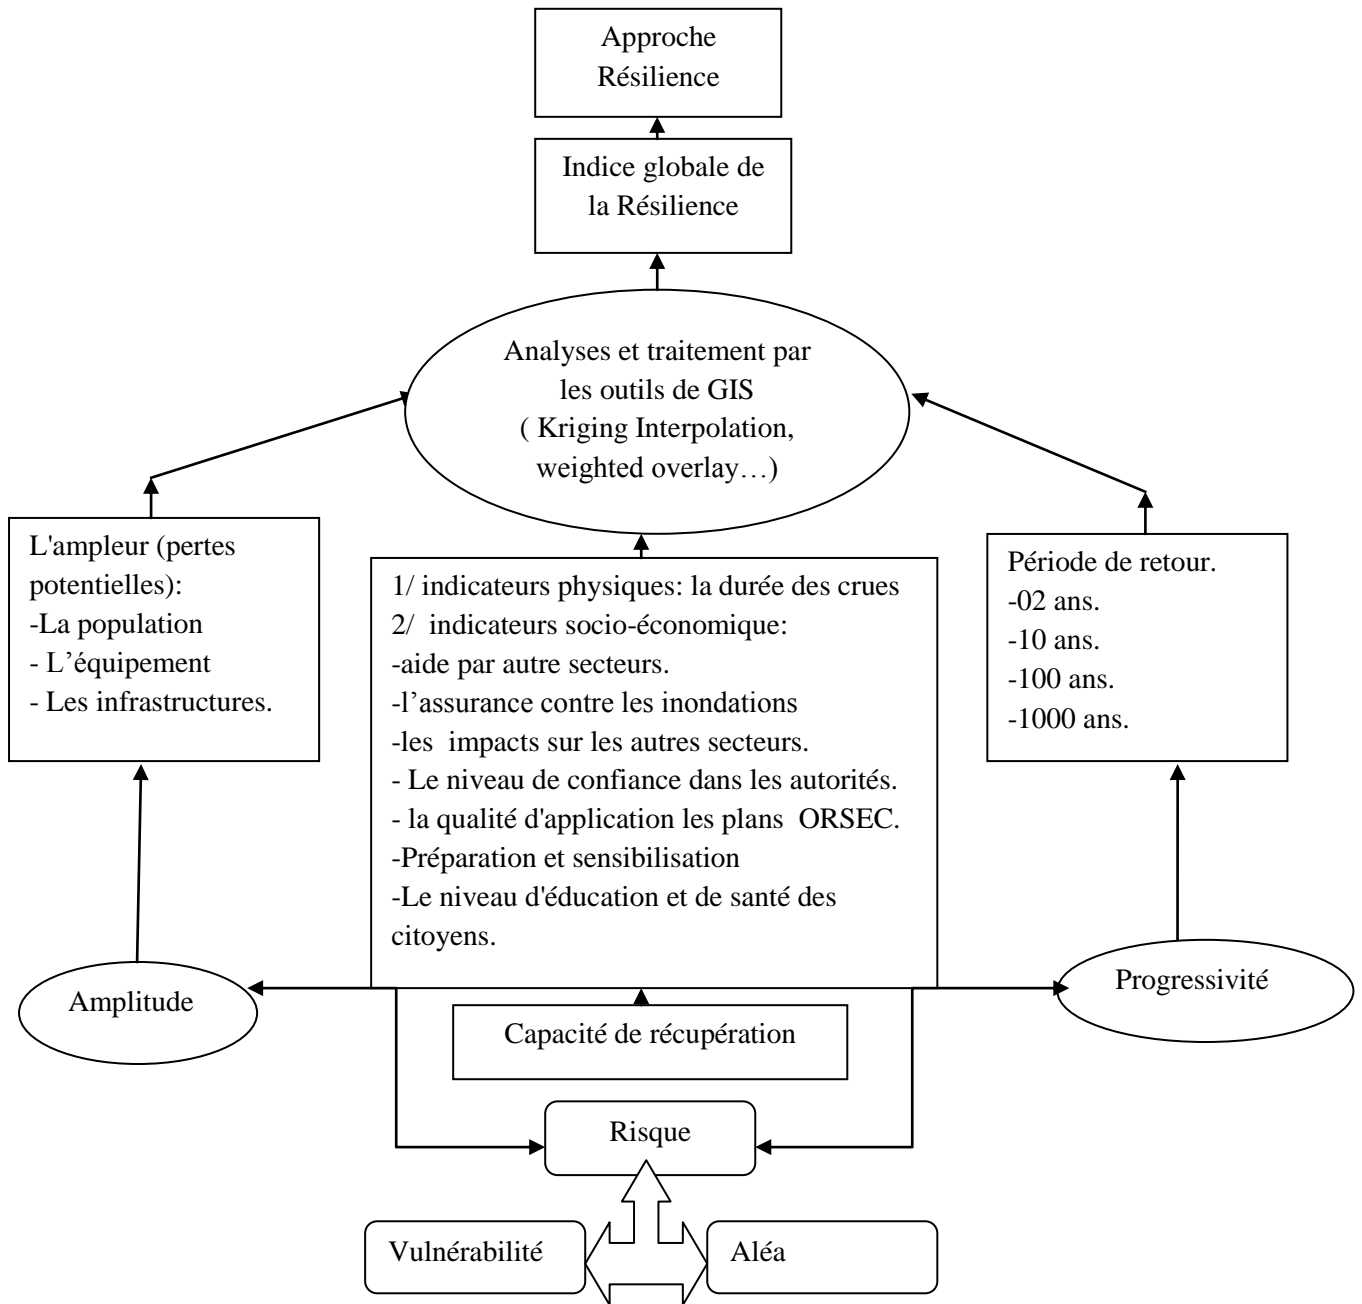 Approche
Résilience
Indice globale de
la Résilience
Analyses et traitement par
les outils de GIS
( Kriging Interpolation,
weighted overlay…)
L'ampleur (pertes
potentielles):
-La population
- L’équipement
- Les infrastructures.
1/ indicateurs physiques: la durée des crues
2/ indicateurs socio-économique:
-aide par autre secteurs.
-l’assurance contre les inondations
-les impacts sur les autres secteurs.
- Le niveau de confiance dans les autorités.
- la qualité d'application les plans ORSEC.
-Préparation et sensibilisation
-Le niveau d'éducation et de santé des
citoyens.
Période de retour.
-02 ans.
-10 ans.
-100 ans.
-1000 ans.
Amplitude
Progressivité
Capacité de récupération
Risque
Vulnérabilité
Aléa